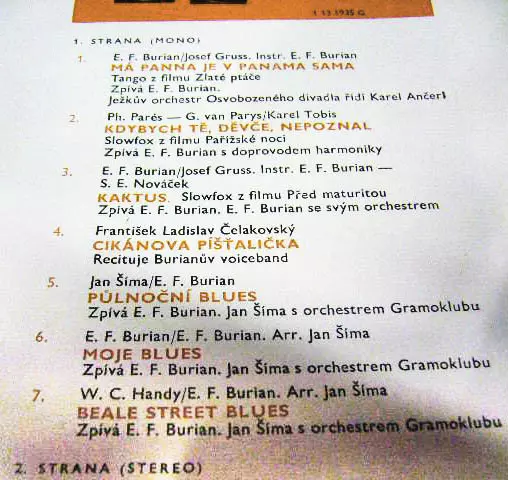 1 13 1935 G
1. STRANA (MONO)
1. E. F. Burian/Josef Gruss. Instr. E. F. Burian
MÁ PANNA JE V PANAMA SAMA
Tango z filmu Zlaté ptáče
Zpívá E. F. Burian.
Ježkův orchestr Osvobozeného divadla řídí Karel Ančerl
2. Ph. Parés — G. van Parys/Karel Tobis
KDYBYCH TĚ, DĚVČE, NEPOZNAL
Slowfox z filmu Pařížské noci
Zpívá E. F. Burian s doprovodem harmoniky
3. E. F. Burian/Josef Gruss. Instr. E. F. Burian —
S. E. Nováček
KAKTUS. Slowfox z filmu Před maturitou
Zpívá E. F. Burian. E. F. Burian se svým orchestrem
4. František Ladislav Čelakovský
CIKÁNOVA PÍŠŤALIČKA
Recituje Burianův voiceband
5. Jan Šíma/E. F. Burian
PŮLNOČNÍ BLUES
Zpívá E. F. Burian. Jan Šíma s orchestrem Gramoklubu
6. E. F. Burian/E. F. Burian. Arr. Jan Šíma
MOJE BLUES
Zpívá E. F. Burian. Jan Šíma s orchestrem Gramoklubu
7. W. C. Handy/E. F. Burian. Arr. Jan Šíma
BEALE STREET BLUES
Zpívá E. F. Burian. Jan Šíma s orchestrem Gramoklubu
2. STRANA (STEREO)